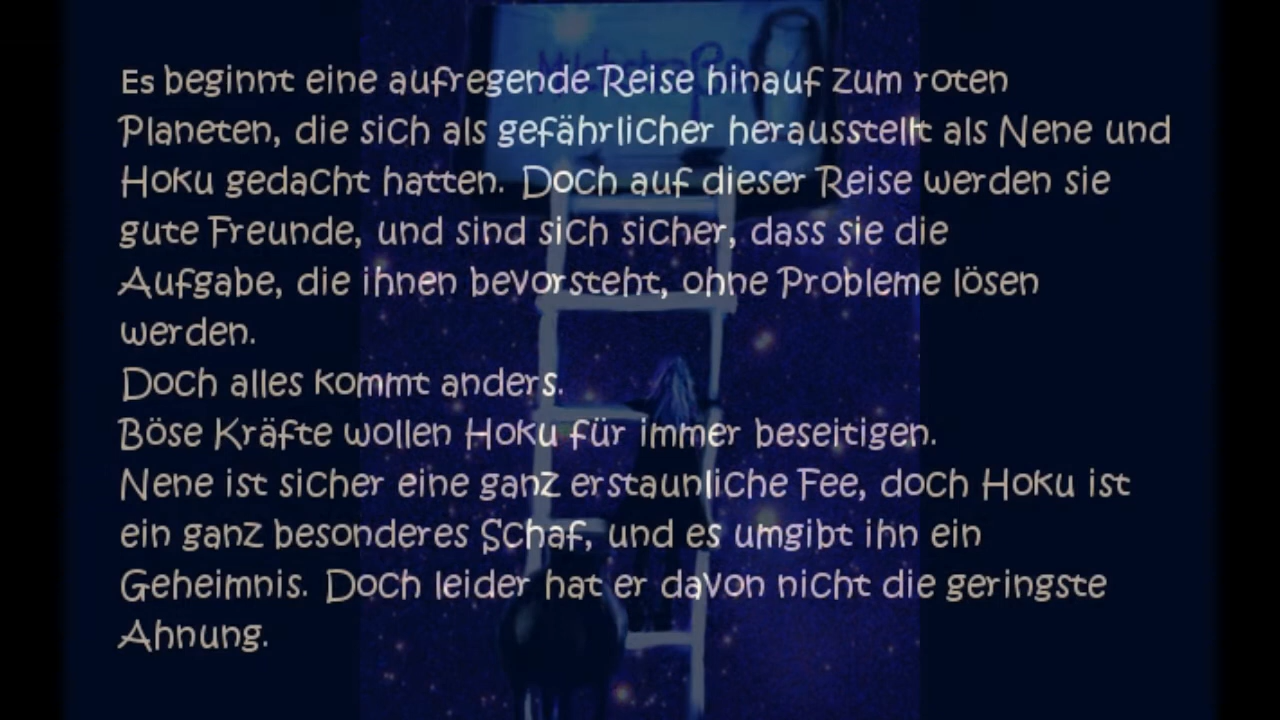 Es beginnt eine aufregende Reise hinauf zum roten
Planeten, die sich als gefährlicher herausstellt als Nene und
Hoku gedacht hatten. Doch auf dieser Reise werden sie
gute Freunde, und sind sich sicher, dass sie die
Aufgabe, die ihnen bevorsteht, ohne Probleme lösen
werden.
Doch alles kommt anders.
Böse Kräfte wollen Hoku für immer beseitigen.
Nene ist sicher eine ganz erstaunliche Fee, doch Hoku ist
ein ganz besonderes Schaf, und es umgibt ihn ein
Geheimnis. Doch leider hat er davon nicht die geringste
Ahnung.